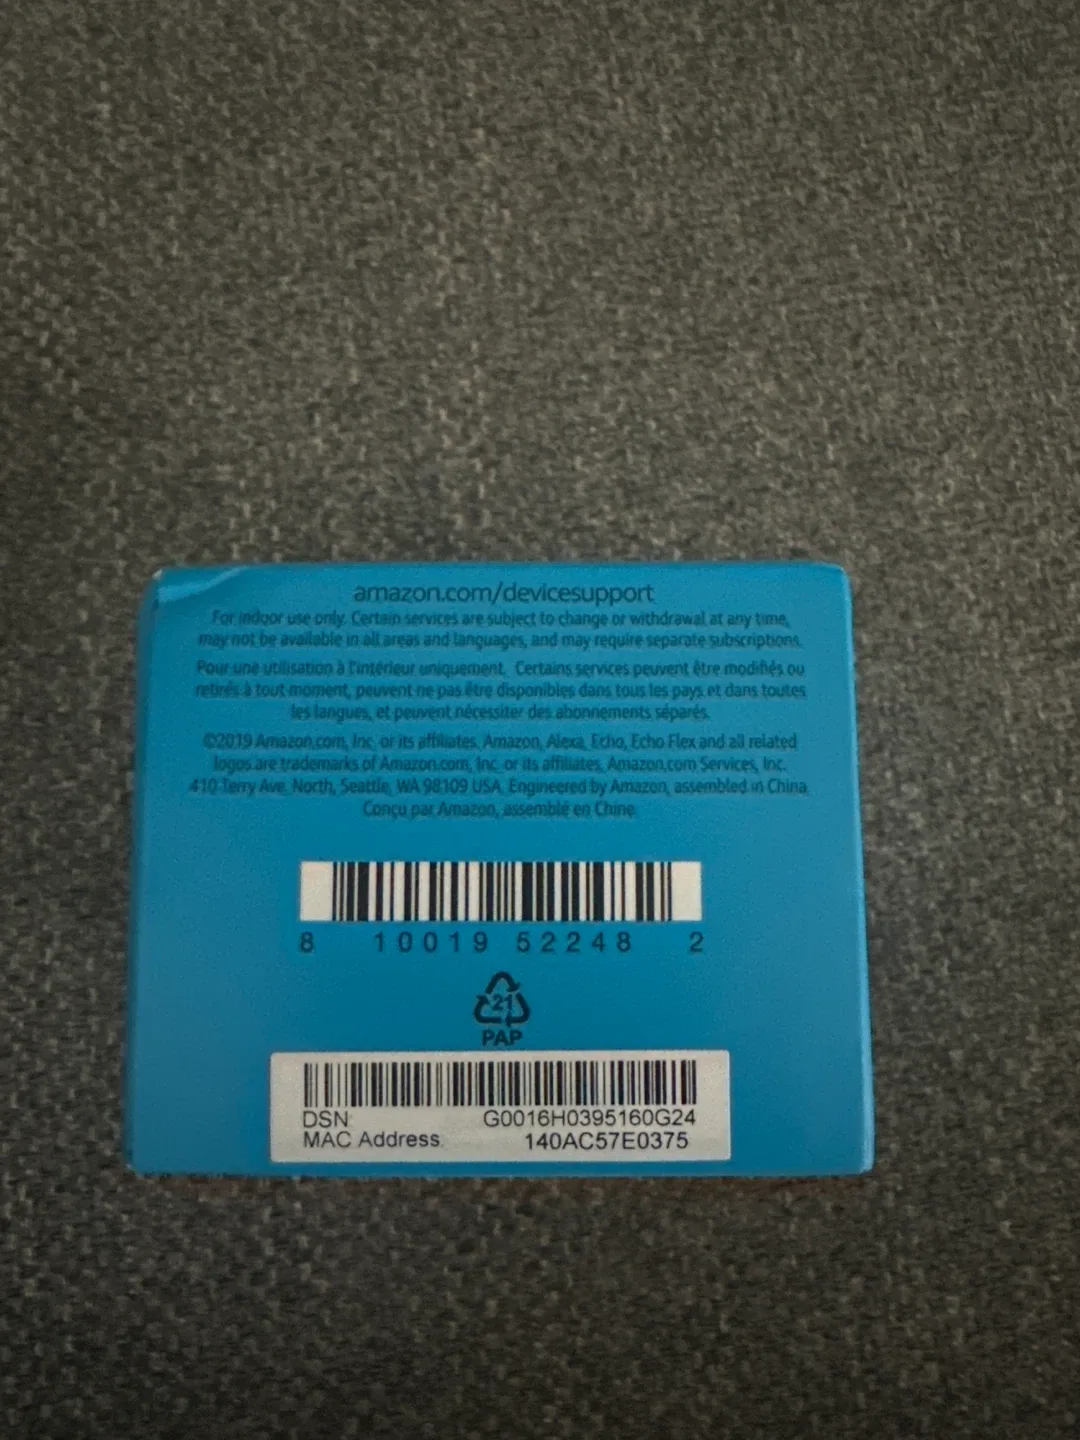 amazon.com/devicesupport
For indoor use only. Certain services are subject to change or withdrawal at any time,
may not be available in all areas and languages, and may require separate subscriptions.
Pour une utilisation à l'intérieur uniquement. Certains services peuvent être modifiés ou
retirés à tout moment, peuvent ne pas être disponibles dans tous les pays et dans toutes
les langues, et peuvent nécessiter des abonnements séparés.
©2019 Amazon.com, Inc. or its affiliates. Amazon, Alexa, Echo, Echo Flex and all related
logos are trademarks of Amazon.com, Inc. or its affiliates. Amazon.com Services, Inc.
410 Terry Ave. North, Seattle, WA 98109 USA. Engineered by Amazon, assembled in China.
Conçu par Amazon, assemblé en Chine.
8 10019 52248 2
21
PAP
DSN: G0016H0395160G24
MAC Address: 140AC57E0375